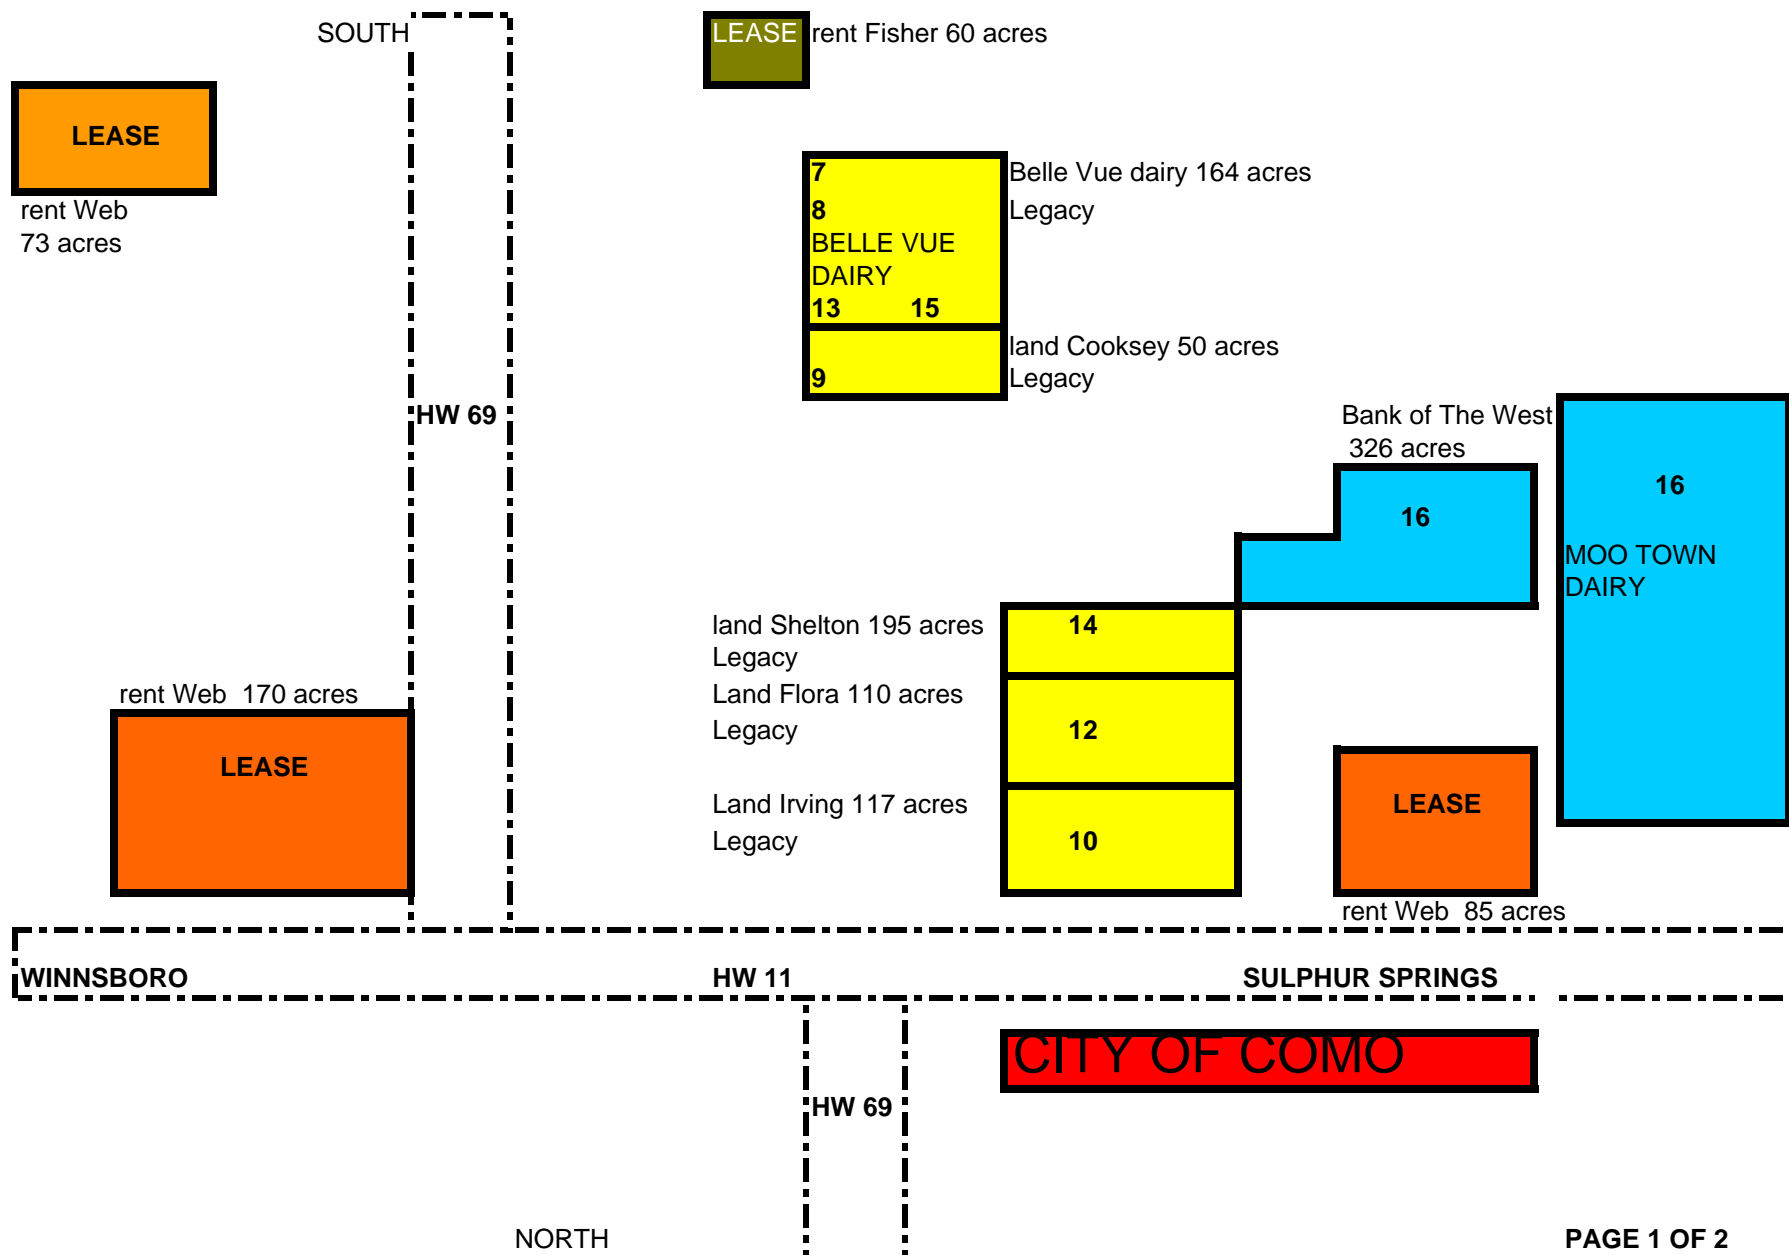 SOUTH
LEASE rent Fisher 60 acres
LEASE
rent Web
73 acres
7
8
BELLE VUE
DAIRY
13 15
Belle Vue dairy 164 acres
Legacy
9
land Cooksey 50 acres
Legacy
HW 69
Bank of The West
326 acres
16
16
MOO TOWN
DAIRY
land Shelton 195 acres
Legacy
14
rent Web 170 acres
LEASE
Land Flora 110 acres
Legacy
12
Land Irving 117 acres
Legacy
10
LEASE
rent Web 85 acres
WINNSBORO HW 11 SULPHUR SPRINGS
CITY OF COMO
HW 69
NORTH
PAGE 1 OF 2